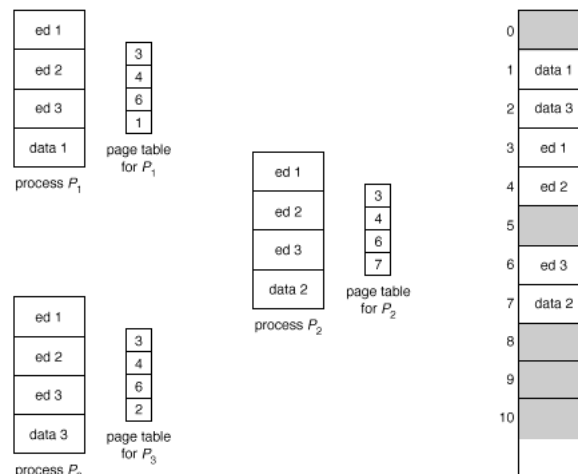 ed 1
ed 2
ed 3
data 1
process P1
3
4
6
1
page table
for P1
ed 1
ed 2
ed 3
data 2
process P2
3
4
6
7
page table
for P2
ed 1
ed 2
ed 3
data 3
process
3
4
6
2
page table
for P3
0
1 data 1
2 data 3
3 ed 1
4 ed 2
5
6 ed 3
7 data 2
8
9
10